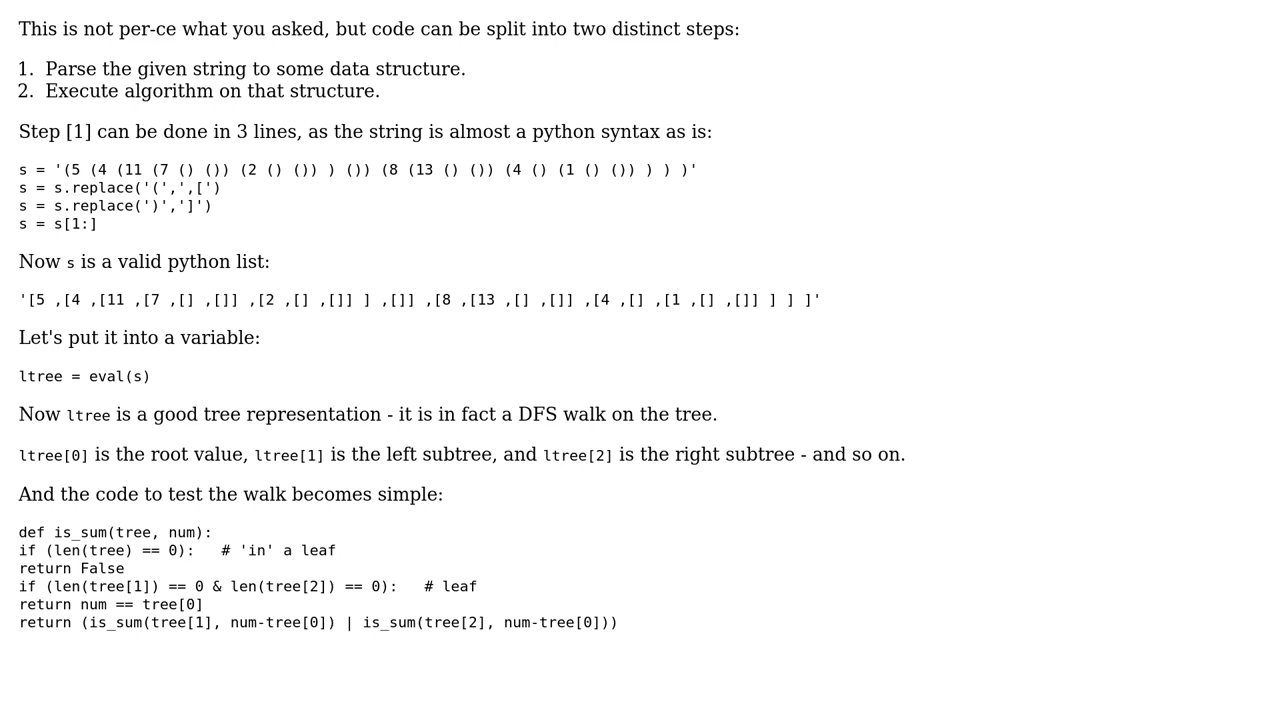 This is not per-ce what you asked, but code can be split into two distinct steps:
1. Parse the given string to some data structure.
2. Execute algorithm on that structure.
Step [1] can be done in 3 lines, as the string is almost a python syntax as is:
s = '(5 (4 (11 (7 () ()) (2 () ()) ) ()) (8 (13 () ()) (4 () (1 () ()) ) ) )'
s = s.replace('(',',[')
s = s.replace(')',']')
s = s[1:]
Now s is a valid python list:
'[5 ,[4 ,[11 ,[7 ,[] ,[]] ,[2 ,[] ,[]] ] ,[]] ,[8 ,[13 ,[] ,[]] ,[4 ,[] ,[1 ,[] ,[]] ] ] ]'
Let's put it into a variable:
ltree = eval(s)
Now ltree is a good tree representation - it is in fact a DFS walk on the tree.
ltree[0] is the root value, ltree[1] is the left subtree, and ltree[2] is the right subtree - and so on.
And the code to test the walk becomes simple:
def is_sum(tree, num):
if (len(tree) == 0):   # 'in' a leaf
return False
if (len(tree[1]) == 0 & len(tree[2]) == 0):   # leaf
return num == tree[0]
return (is_sum(tree[1], num-tree[0]) | is_sum(tree[2], num-tree[0]))